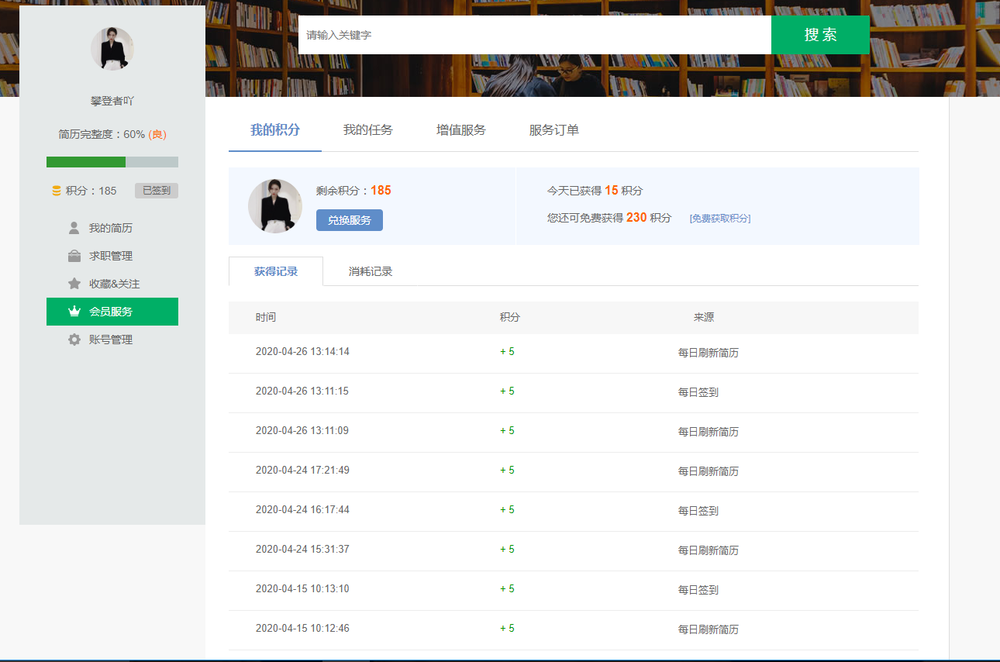 请输入关键字
搜 索
攀登者吖
简历完整度：60% (良)
积分：185 已签到
我的简历
求职管理
收藏&关注
会员服务
账号管理
我的积分 我的任务 增值服务 服务订单
剩余积分：185
兑换服务
今天已获得 15 积分
您还可免费获得 230 积分 [免费获取积分]
获得记录 消耗记录
时间 积分 来源
2020-04-26 13:14:14 + 5 每日刷新简历
2020-04-26 13:11:15 + 5 每日签到
2020-04-26 13:11:09 + 5 每日刷新简历
2020-04-24 17:21:49 + 5 每日刷新简历
2020-04-24 16:17:44 + 5 每日签到
2020-04-24 15:31:37 + 5 每日刷新简历
2020-04-15 10:13:10 + 5 每日签到
2020-04-15 10:12:46 + 5 每日刷新简历